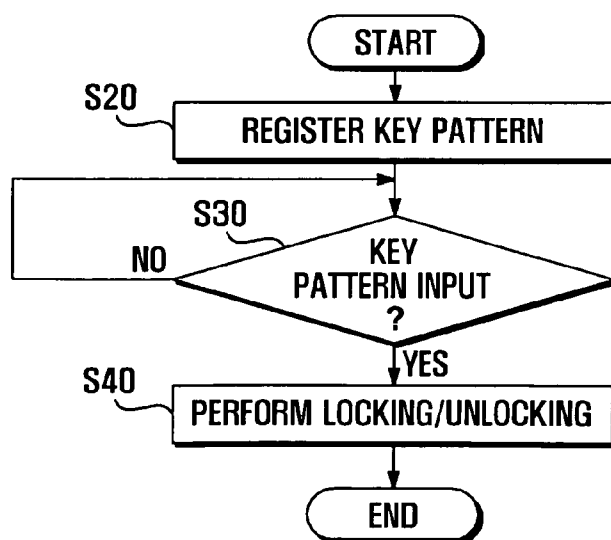 START
S20
REGISTER KEY PATTERN
S30
NO
KEY
PATTERN INPUT
?
YES
S40
PERFORM LOCKING/UNLOCKING
END